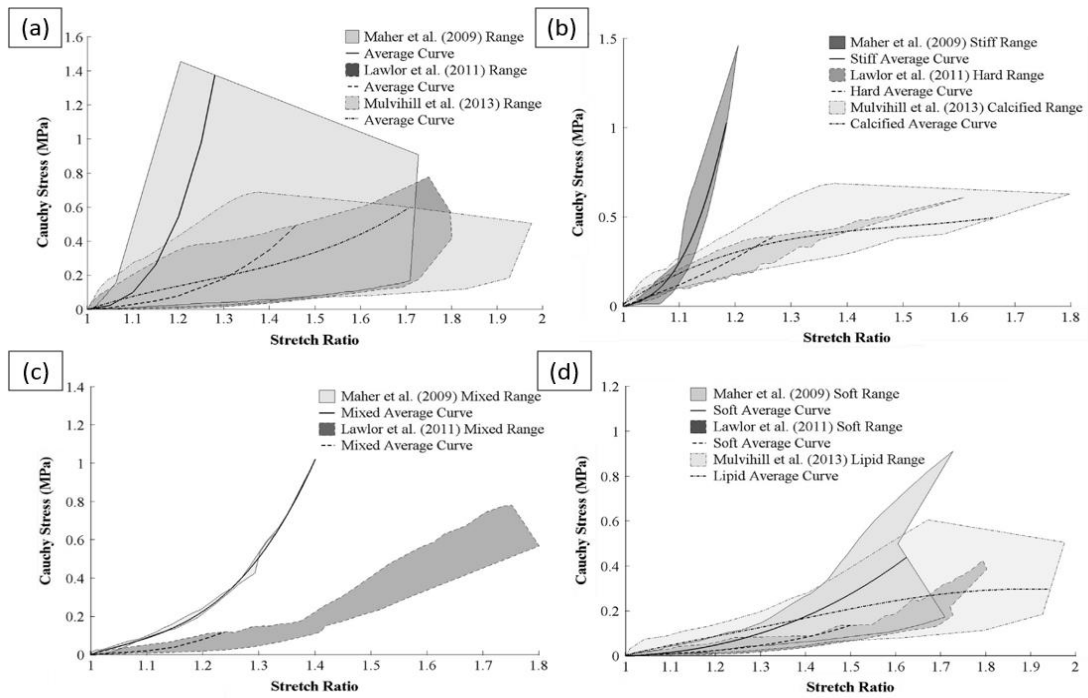 (a)
1.6
1.4
1.2
1
0.8
0.6
0.4
0.2
0
Cauchy Stress (MPa)
Maher et al. (2009) Range
Average Curve
Lawlor et al. (2011) Range
Average Curve
Mulvihill et al. (2013) Range
Average Curve
1 1.1 1.2 1.3 1.4 1.5 1.6 1.7 1.8 1.9 2
Stretch Ratio
(b)
1.5
1
0.5
0
Cauchy Stress (MPa)
Maher et al. (2009) Stiff Range
Stiff Average Curve
Lawlor et al. (2011) Hard Range
Hard Average Curve
Mulvihill et al. (2013) Calcified Range
Calcified Average Curve
1 1.1 1.2 1.3 1.4 1.5 1.6 1.7 1.8
Stretch Ratio
(c)
1.4
1.2
1
0.8
0.6
0.4
0.2
0
Cauchy Stress (MPa)
Maher et al. (2009) Mixed Range
Mixed Average Curve
Lawlor et al. (2011) Mixed Range
Mixed Average Curve
1 1.1 1.2 1.3 1.4 1.5 1.6 1.7 1.8
Stretch Ratio
(d)
1.2
1
0.8
0.6
0.4
0.2
0
Cauchy Stress (MPa)
Maher et al. (2009) Soft Range
Soft Average Curve
Lawlor et al. (2011) Soft Range
Soft Average Curve
Mulvihill et al. (2013) Lipid Range
Lipid Average Curve
1 1.1 1.2 1.3 1.4 1.5 1.6 1.7 1.8 1.9 2
Stretch Ratio